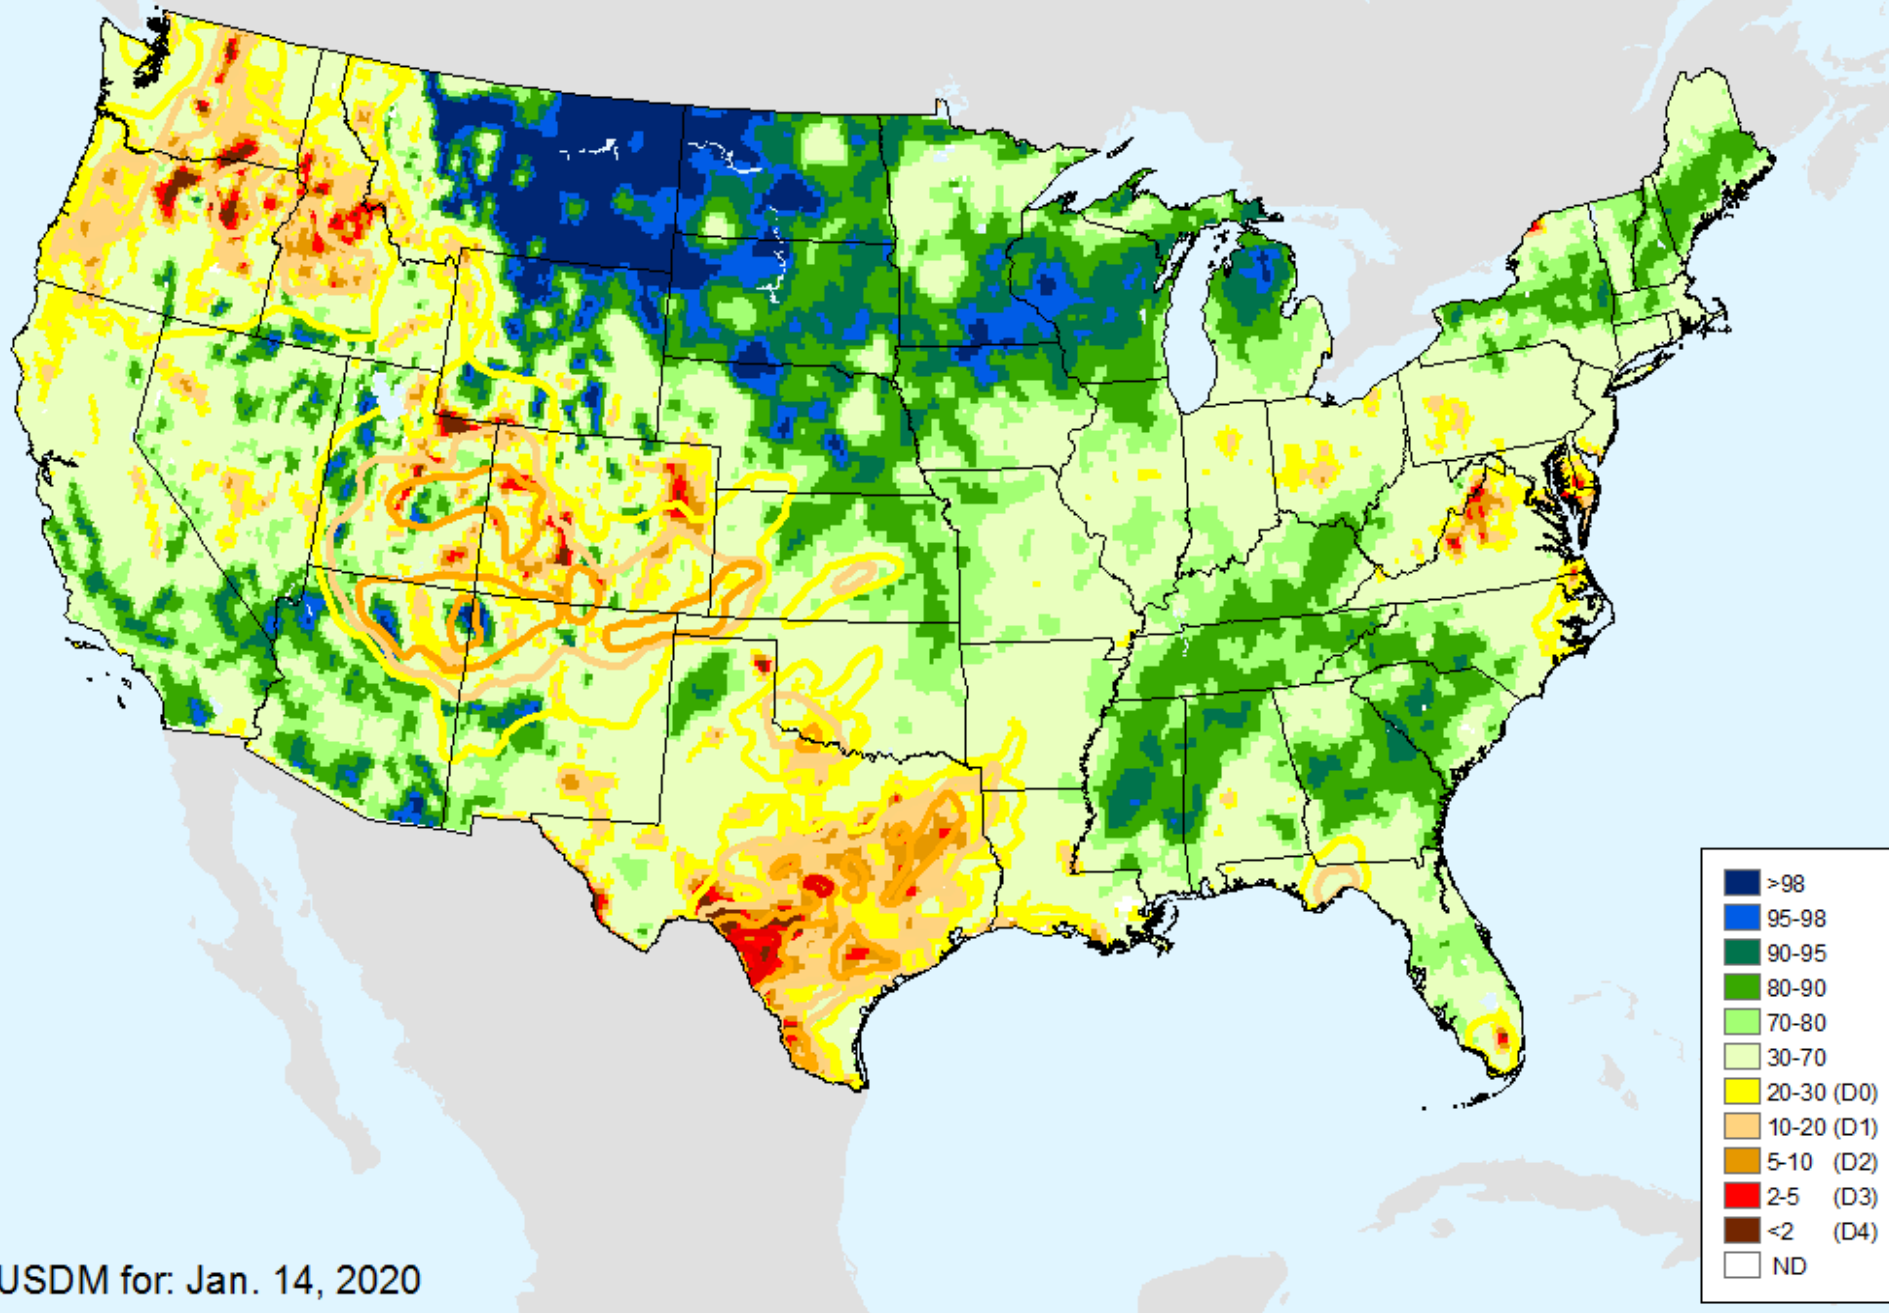 >98
95-98
90-95
80-90
70-80
30-70
20-30 (D0)
10-20 (D1)
5-10 (D2)
2-5 (D3)
<2 (D4)
ND
USDM for: Jan. 14, 2020